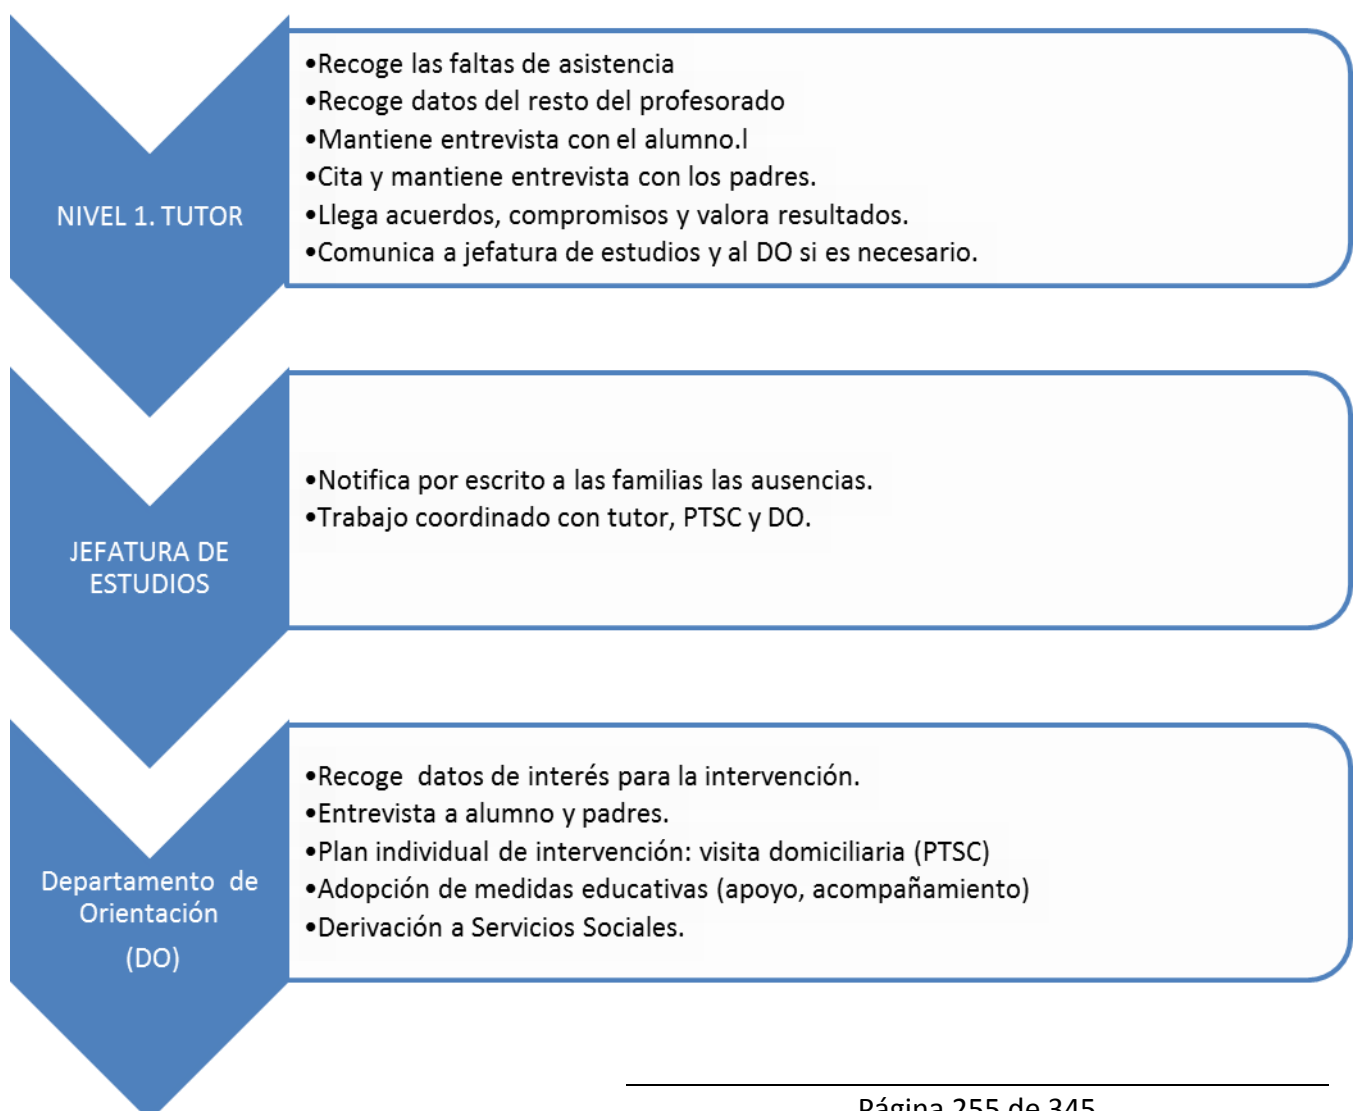 NIVEL 1. TUTOR
•Recoge las faltas de asistencia
•Recoge datos del resto del profesorado
•Mantiene entrevista con el alumno.l
•Cita y mantiene entrevista con los padres.
•Llega acuerdos, compromisos y valora resultados.
•Comunica a jefatura de estudios y al DO si es necesario.
JEFATURA DE
ESTUDIOS
•Notifica por escrito a las familias las ausencias.
•Trabajo coordinado con tutor, PTSC y DO.
Departamento de
Orientación
(DO)
•Recoge datos de interés para la intervención.
•Entrevista a alumno y padres.
•Plan individual de intervención: visita domiciliaria (PTSC)
•Adopción de medidas educativas (apoyo, acompañamiento)
•Derivación a Servicios Sociales.
Página 255 de 345